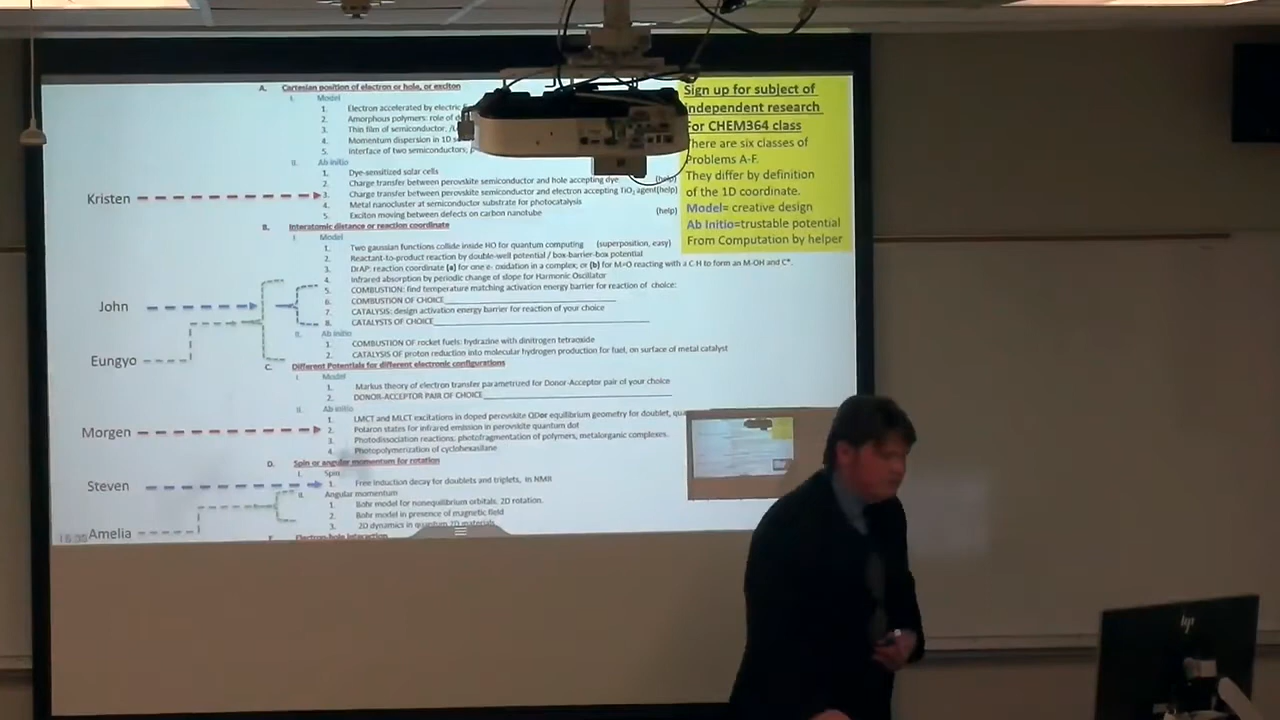 A. Cartesian position of electron or hole, or exciton
I. Model
1. Electron accelerated by electric
2. Amorphous polymers: role of
3. Thin film of semiconductor,
4. Momentum dispersion in 1D
5. Interface of two semiconductors,
II. Ab initio
1. Dye-sensitized solar cells
2. Charge transfer between perovskite semiconductor and hole accepting dye (help)
Kristen
3. Charge transfer between perovskite semiconductor and electron accepting TiO2 agent(help)
4. Metal nanocluster at semiconductor substrate for photocatalysis
5. Exciton moving between defects on carbon nanotube (help)
B. Interatomic distance or reaction coordinate
I. Model
1. Two gaussian functions collide inside HO for quantum computing (superposition, easy)
2. Reactant-to-product reaction by double-well potential / box-barrier-box potential
3. DrAP: reaction coordinate (a) for one e- oxidation in a complex, or (b) for M=O reacting with a C-H to form an M-OH and C*.
4. Infrared absorption by periodic change of slope for Harmonic Oscillator
5. COMBUSTION: find temperature matching activation energy barrier for reaction of choice:
6. COMBUSTION OF CHOICE
John
7. CATALYSIS: design activation energy barrier for reaction of your choice
8. CATALYSTS OF CHOICE
II. Ab initio
1. COMBUSTION OF rocket fuels: hydrazine with dinitrogen tetraoxide
2. CATALYSIS OF proton reduction into molecular hydrogen production for fuel, on surface of metal catalyst
Eungyo
C. Different Potentials for different electronic configurations
I. Model
1. Markus theory of electron transfer parametrized for Donor-Acceptor pair of your choice
2. DONOR-ACCEPTOR PAIR OF CHOICE
II. Ab initio
1. LMCT and MLCT excitations in doped perovskite QDor equilibrium geometry for doublet,
Morgen
2. Polaron states for infrared emission in perovskite quantum dot
3. Photodissociation reactions: photofragmentation of polymers, metalorganic complexes.
4. Photopolymerization of cyclohexasilane
D. Spin or angular momentum for rotation
I. Spin
Steven
1. Free induction decay for doublets and triplets, in NMR
II. Angular momentum
1. Bohr model for nonequilibrium orbitals, 2D rotation.
2. Bohr model in presence of magnetic field
3. 2D dynamics in quantum 2D materials
Amelia
Electron-hole interaction
Sign up for subject of
independent research
For CHEM364 class
There are six classes of
Problems A-F.
They differ by definition
of the 1D coordinate.
Model= creative design
Ab Initio=trustable potential
From Computation by helper
hp